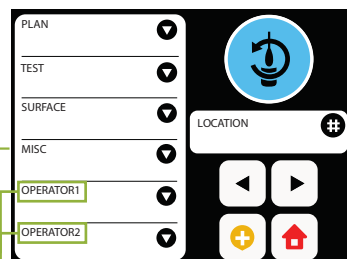 PLAN
TEST
SURFACE
LOCATION #
MISC
OPERATOR1
OPERATOR2